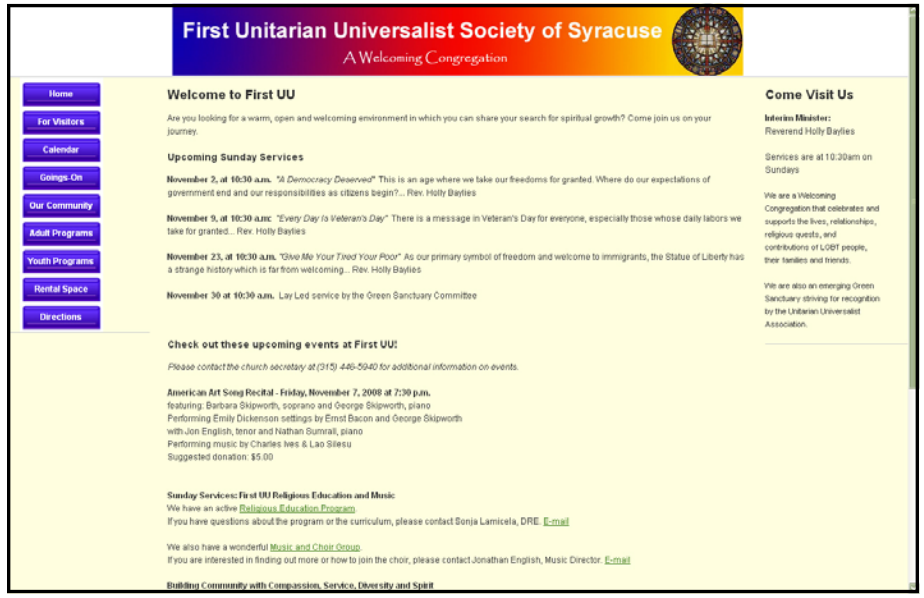 First Unitarian Universalist Society of Syracuse
A Welcoming Congregation
Home
For Visitors
Calendar
Goings-On
Our Community
Adult Programs
Youth Programs
Rental Space
Directions
Welcome to First UU
Are you looking for a warm, open and welcoming environment in which you can share your search for spiritual growth? Come join us on your
journey.
Upcoming Sunday Services
November 2, at 10:30 a.m. "A Democracy Deserved" This is an age where we take our freedoms for granted. Where do our expectations of
government end and our responsibilities as citizens begin?... Rev. Holly Baylies
November 9, at 10:30 a.m: "Every Day Is Veteran's Day" There is a message in Veteran's Day for everyone, especially those whose daily labors we
take for granted... Rev. Holly Baylies
November 23, at 10:30 a.m. "Give Me Your Tired Your Poor" As our primary symbol of freedom and welcome to immigrants, the Statue of Liberty has
a strange history which is far from welcoming... Rev. Holly Baylies
November 30 at 10:30 a.m. Lay Led service by the Green Sanctuary Committee
Check out these upcoming events at First UU!
Please contact the church secretary at (315) 446-5940 for additional information on events.
American Art Song Recital - Friday, November 7, 2008 at 7:30 p.m.
featuring: Barbara Skipworth, soprano and George Skipworth, piano
Performing Emily Dickenson settings by Ernst Bacon and George Skipworth
with Jon English, tenor and Nathan Sumrall, piano
Performing music by Charles Ives & Lao Silesu
Suggested donation: $5.00
Sunday Services: First UU Religious Education and Music
We have an active Religious Education Program.
If you have questions about the program or the curriculum, please contact Sonja Lamicela, DRE. E-mail
We also have a wonderful Music and Choir Group.
If you are interested in finding out more or how to join the choir, please contact Jonathan English, Music Director. E-mail
Building Community with Compassion, Service, Diversity and Spirit
Come Visit Us
Interim Minister:
Reverend Holly Baylies
Services are at 10:30am on
Sundays
We are a Welcoming
Congregation that celebrates and
supports the lives, relationships,
religious quests, and
contributions of LGBT people,
their families and friends.
We are also an emerging Green
Sanctuary striving for recognition
by the Unitarian Universalist
Association.